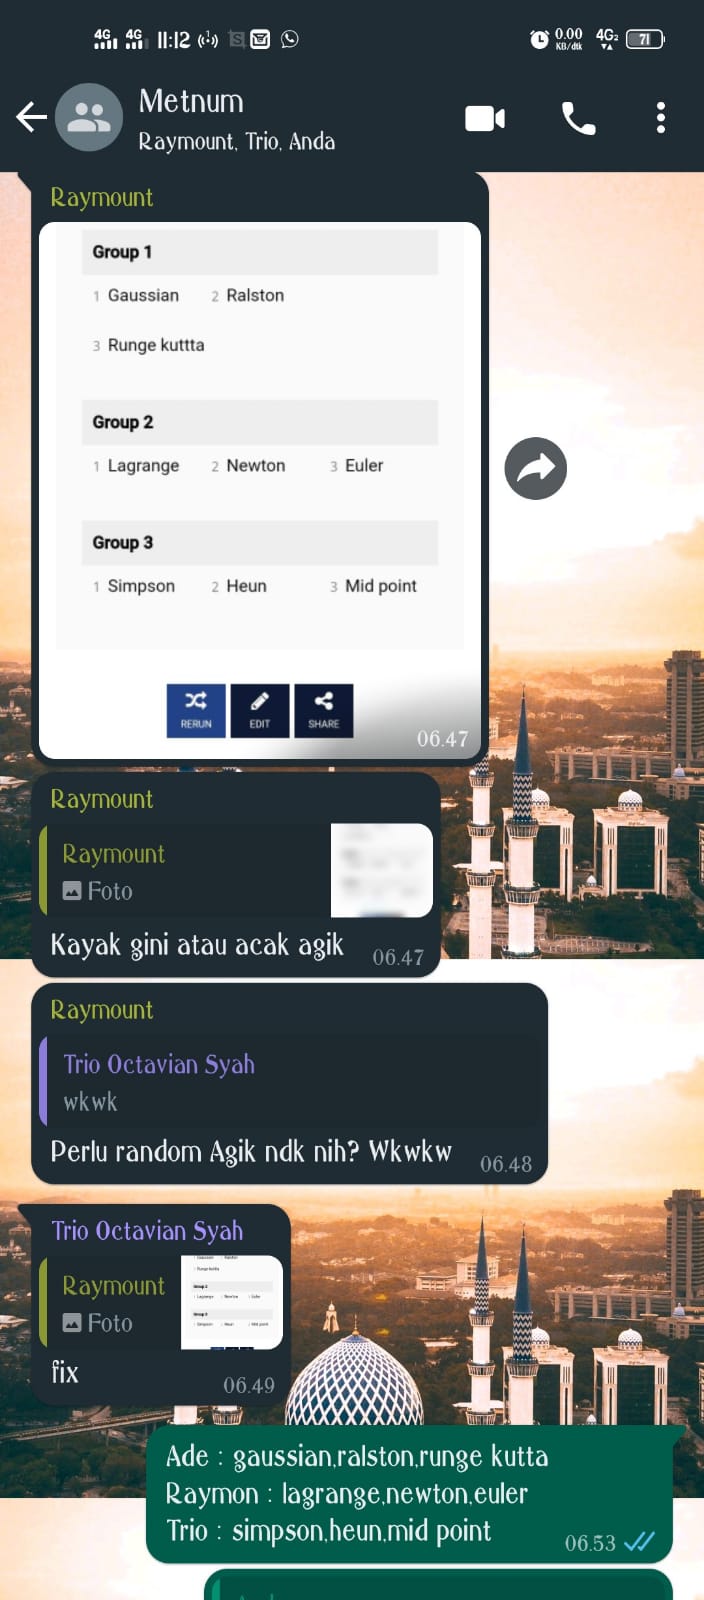 4G 4G 11:12 0.00 KB/dtk 4G2 71
Metnum
Raymount, Trio, Anda
Raymount
Group 1
1 Gaussian 2 Ralston
3 Runge kuttta
Group 2
1 Lagrange 2 Newton 3 Euler
Group 3
1 Simpson 2 Heun 3 Mid point
RERUN EDIT SHARE
06.47
Raymount
Raymount
Foto
Kayak gini atau acak agik 06.47
Raymount
Trio Octavian Syah
wkwk
Perlu random Agik ndk nih? Wkwkw 06.48
Trio Octavian Syah
Raymount
Foto
fix
06.49
Ade : gaussian,ralston,runge kutta
Raymon : lagrange,newton,euler
Trio : simpson,heun,mid point
06.53